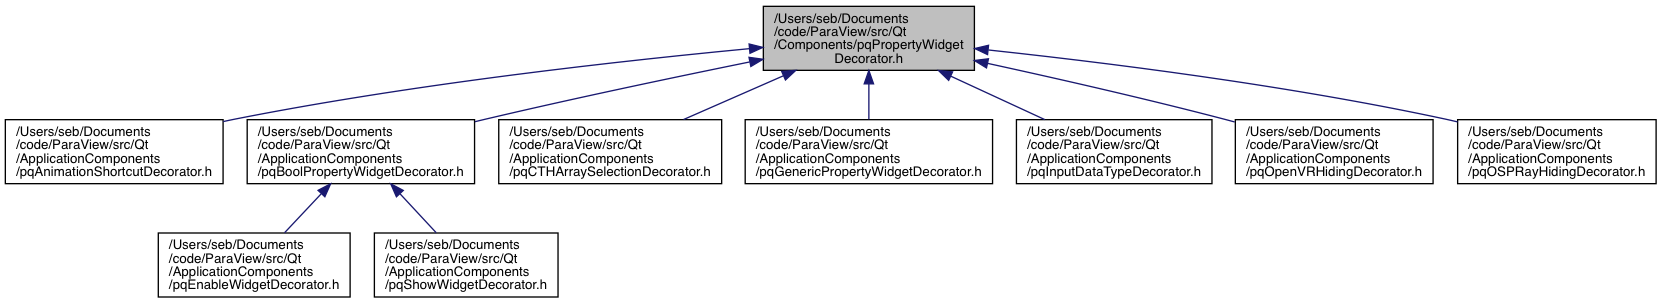 /Users/seb/Documents
/code/ParaView/src/Qt
/Components/pqPropertyWidget
Decorator.h
/Users/seb/Documents
/code/ParaView/src/Qt
/ApplicationComponents
/pqAnimationShortcutDecorator.h
/Users/seb/Documents
/code/ParaView/src/Qt
/ApplicationComponents
/pqBoolPropertyWidgetDecorator.h
/Users/seb/Documents
/code/ParaView/src/Qt
/ApplicationComponents
/pqCTHArraySelectionDecorator.h
/Users/seb/Documents
/code/ParaView/src/Qt
/ApplicationComponents
/pqGenericPropertyWidgetDecorator.h
/Users/seb/Documents
/code/ParaView/src/Qt
/ApplicationComponents
/pqInputDataTypeDecorator.h
/Users/seb/Documents
/code/ParaView/src/Qt
/ApplicationComponents
/pqOpenVRHidingDecorator.h
/Users/seb/Documents
/code/ParaView/src/Qt
/ApplicationComponents
/pqOSPRayHidingDecorator.h
/Users/seb/Documents
/code/ParaView/src/Qt
/ApplicationComponents
/pqEnableWidgetDecorator.h
/Users/seb/Documents
/code/ParaView/src/Qt
/ApplicationComponents
/pqShowWidgetDecorator.h